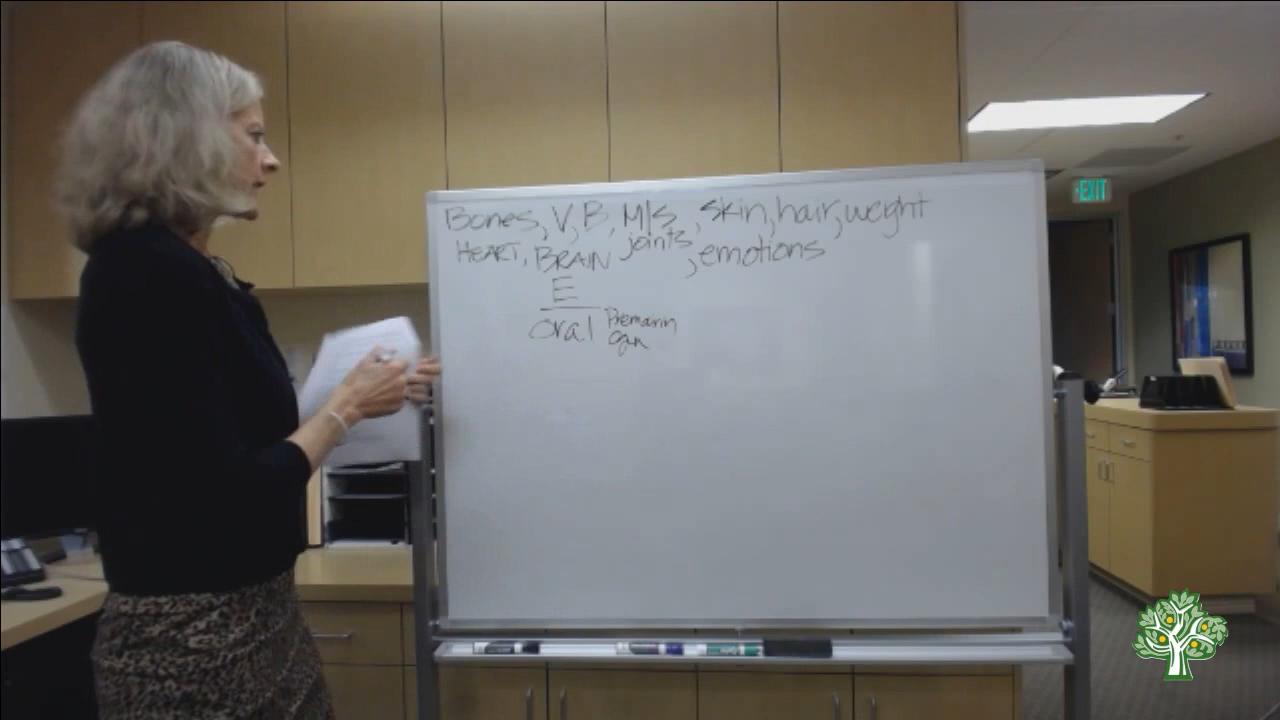 Bones, V, B, M/S, skin, hair, weight
HEART, BRAIN joints, emotions
E
oral Premarin
EXIT